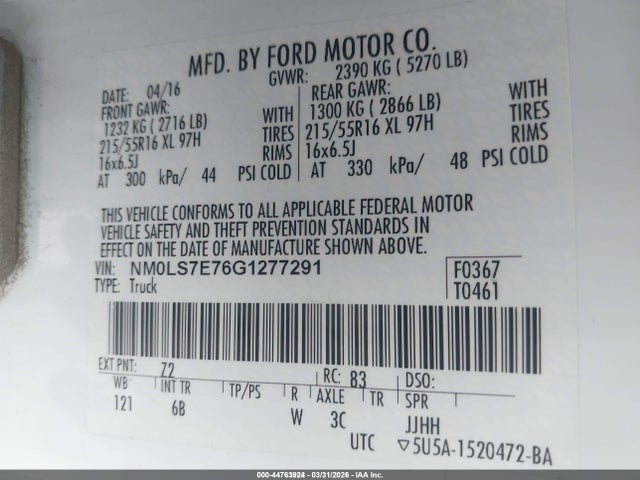 MFD. BY FORD MOTOR CO.
DATE: 04/16 GVWR: 2390 KG ( 5270 LB)
FRONT GAWR: REAR GAWR:
1232 KG ( 2716 LB) WITH 1300 KG ( 2866 LB) WITH
215/55R16 XL 97H TIRES 215/55R16 XL 97H TIRES
16x6.5J RIMS 16x6.5J RIMS
AT 300 kPa/ 44 PSI COLD AT 330 kPa/ 48 PSI COLD
THIS VEHICLE CONFORMS TO ALL APPLICABLE FEDERAL MOTOR
VEHICLE SAFETY AND THEFT PREVENTION STANDARDS IN
EFFECT ON THE DATE OF MANUFACTURE SHOWN ABOVE.
VIN: NM0LS7E76G1277291 F0367
TYPE: Truck T0461
EXT PNT: 72 RC: 83 DSO:
WB INT TR TP/PS R AXLE TR SPR
121 6B W 3C JJHH
UTC ▽5U5A-1520472-BA
000-44763924 - 03/31/2026 - IAAI, Inc.